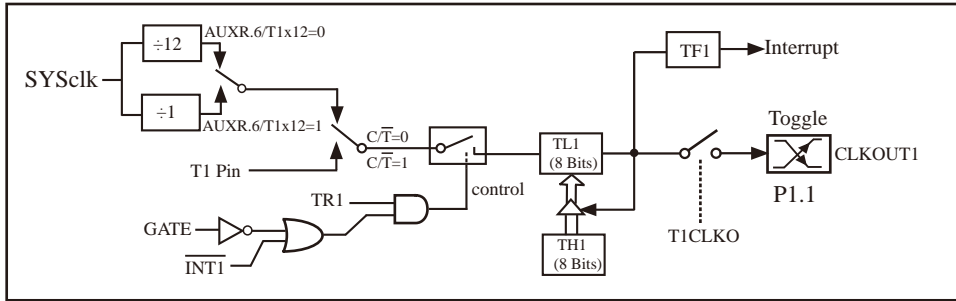 AUXR.6/T1x12=0
÷12
SYSclk
÷1
AUXR.6/T1x12=1
T1 Pin
C/T̅=0
C/T̅=1
TR1
GATE
I̅N̅T̅1̅
control
TL1
(8 Bits)
TH1
(8 Bits)
TF1
Interrupt
T1CLKO
Toggle
CLKOUT1
P1.1